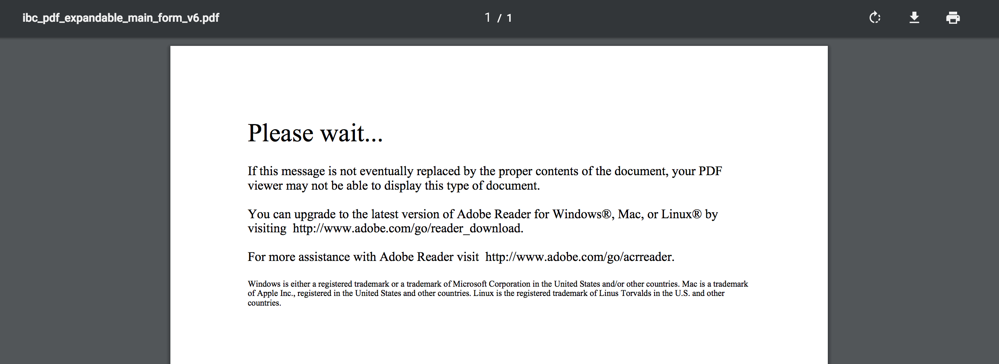 ibc_pdf_expandable_main_form_v6.pdf
1 / 1
Please wait...
If this message is not eventually replaced by the proper contents of the document, your PDF
viewer may not be able to display this type of document.
You can upgrade to the latest version of Adobe Reader for Windows®, Mac, or Linux® by
visiting  http://www.adobe.com/go/reader_download.
For more assistance with Adobe Reader visit  http://www.adobe.com/go/acrreader.
Windows is either a registered trademark or a trademark of Microsoft Corporation in the United States and/or other countries. Mac is a trademark
of Apple Inc., registered in the United States and other countries. Linux is the registered trademark of Linus Torvalds in the U.S. and other
countries.